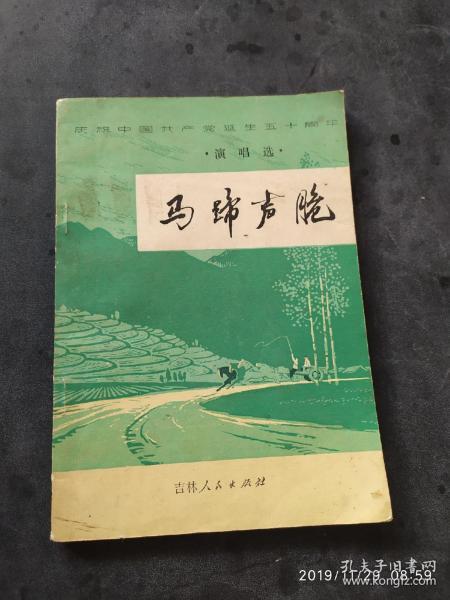 庆祝中国共产党诞生五十周年
·演唱选·
马蹄声脆
吉林人民出版社
孔夫子旧书网
2019/11/29 08:59